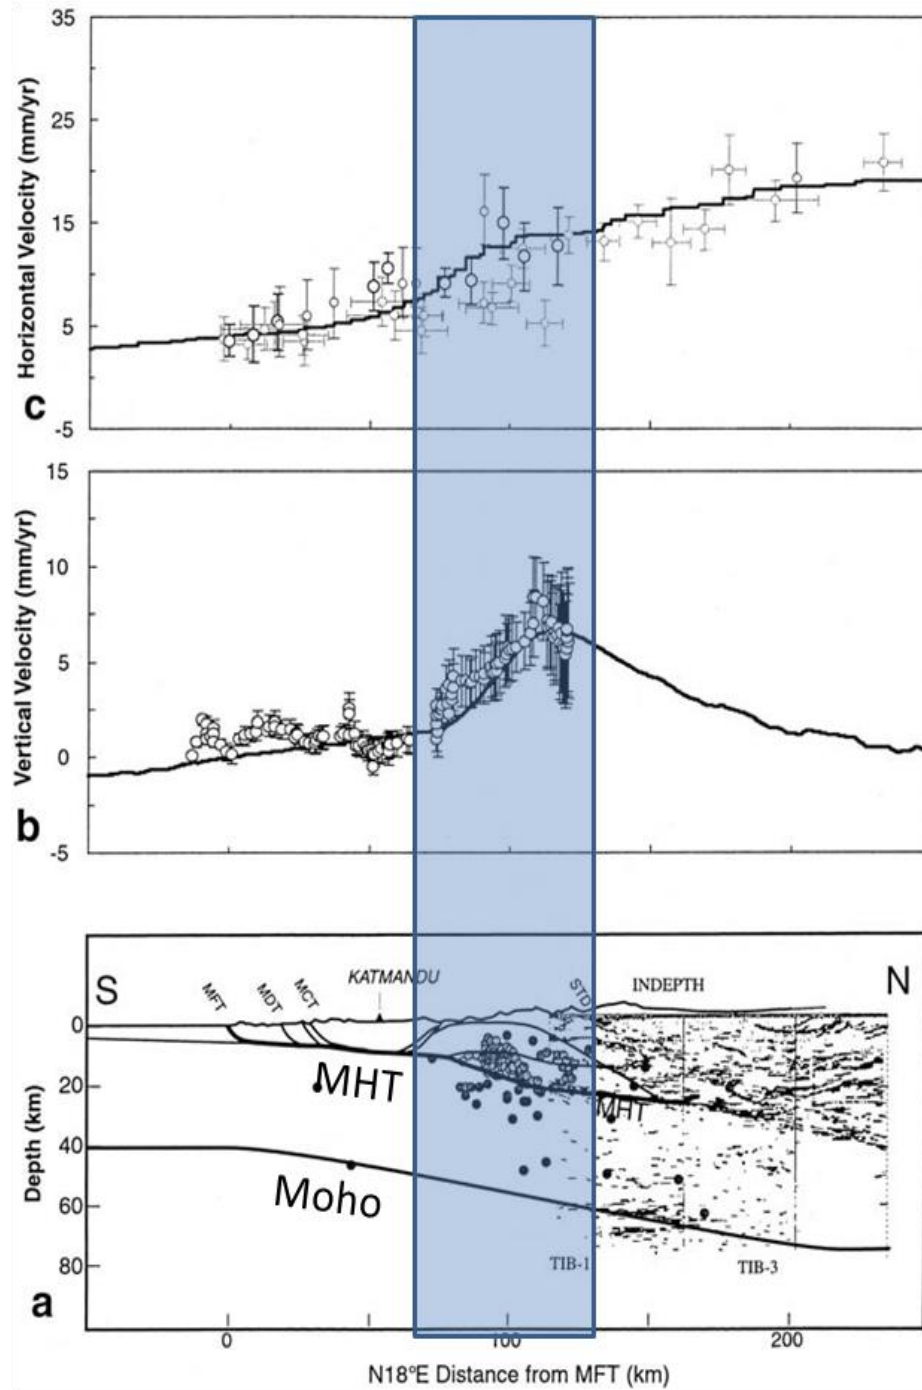 35
25
15
5
-5
Horizontal Velocity (mm/yr)
c
15
10
5
0
-5
Vertical Velocity (mm/yr)
b
S
MFT
MDT
MCT
KATMANDU
STD
INDEPTH
N
0
20
40
60
80
Depth (km)
MHT
MHT
Moho
TIB-1
TIB-3
a
0
100
200
N18°E Distance from MFT (km)